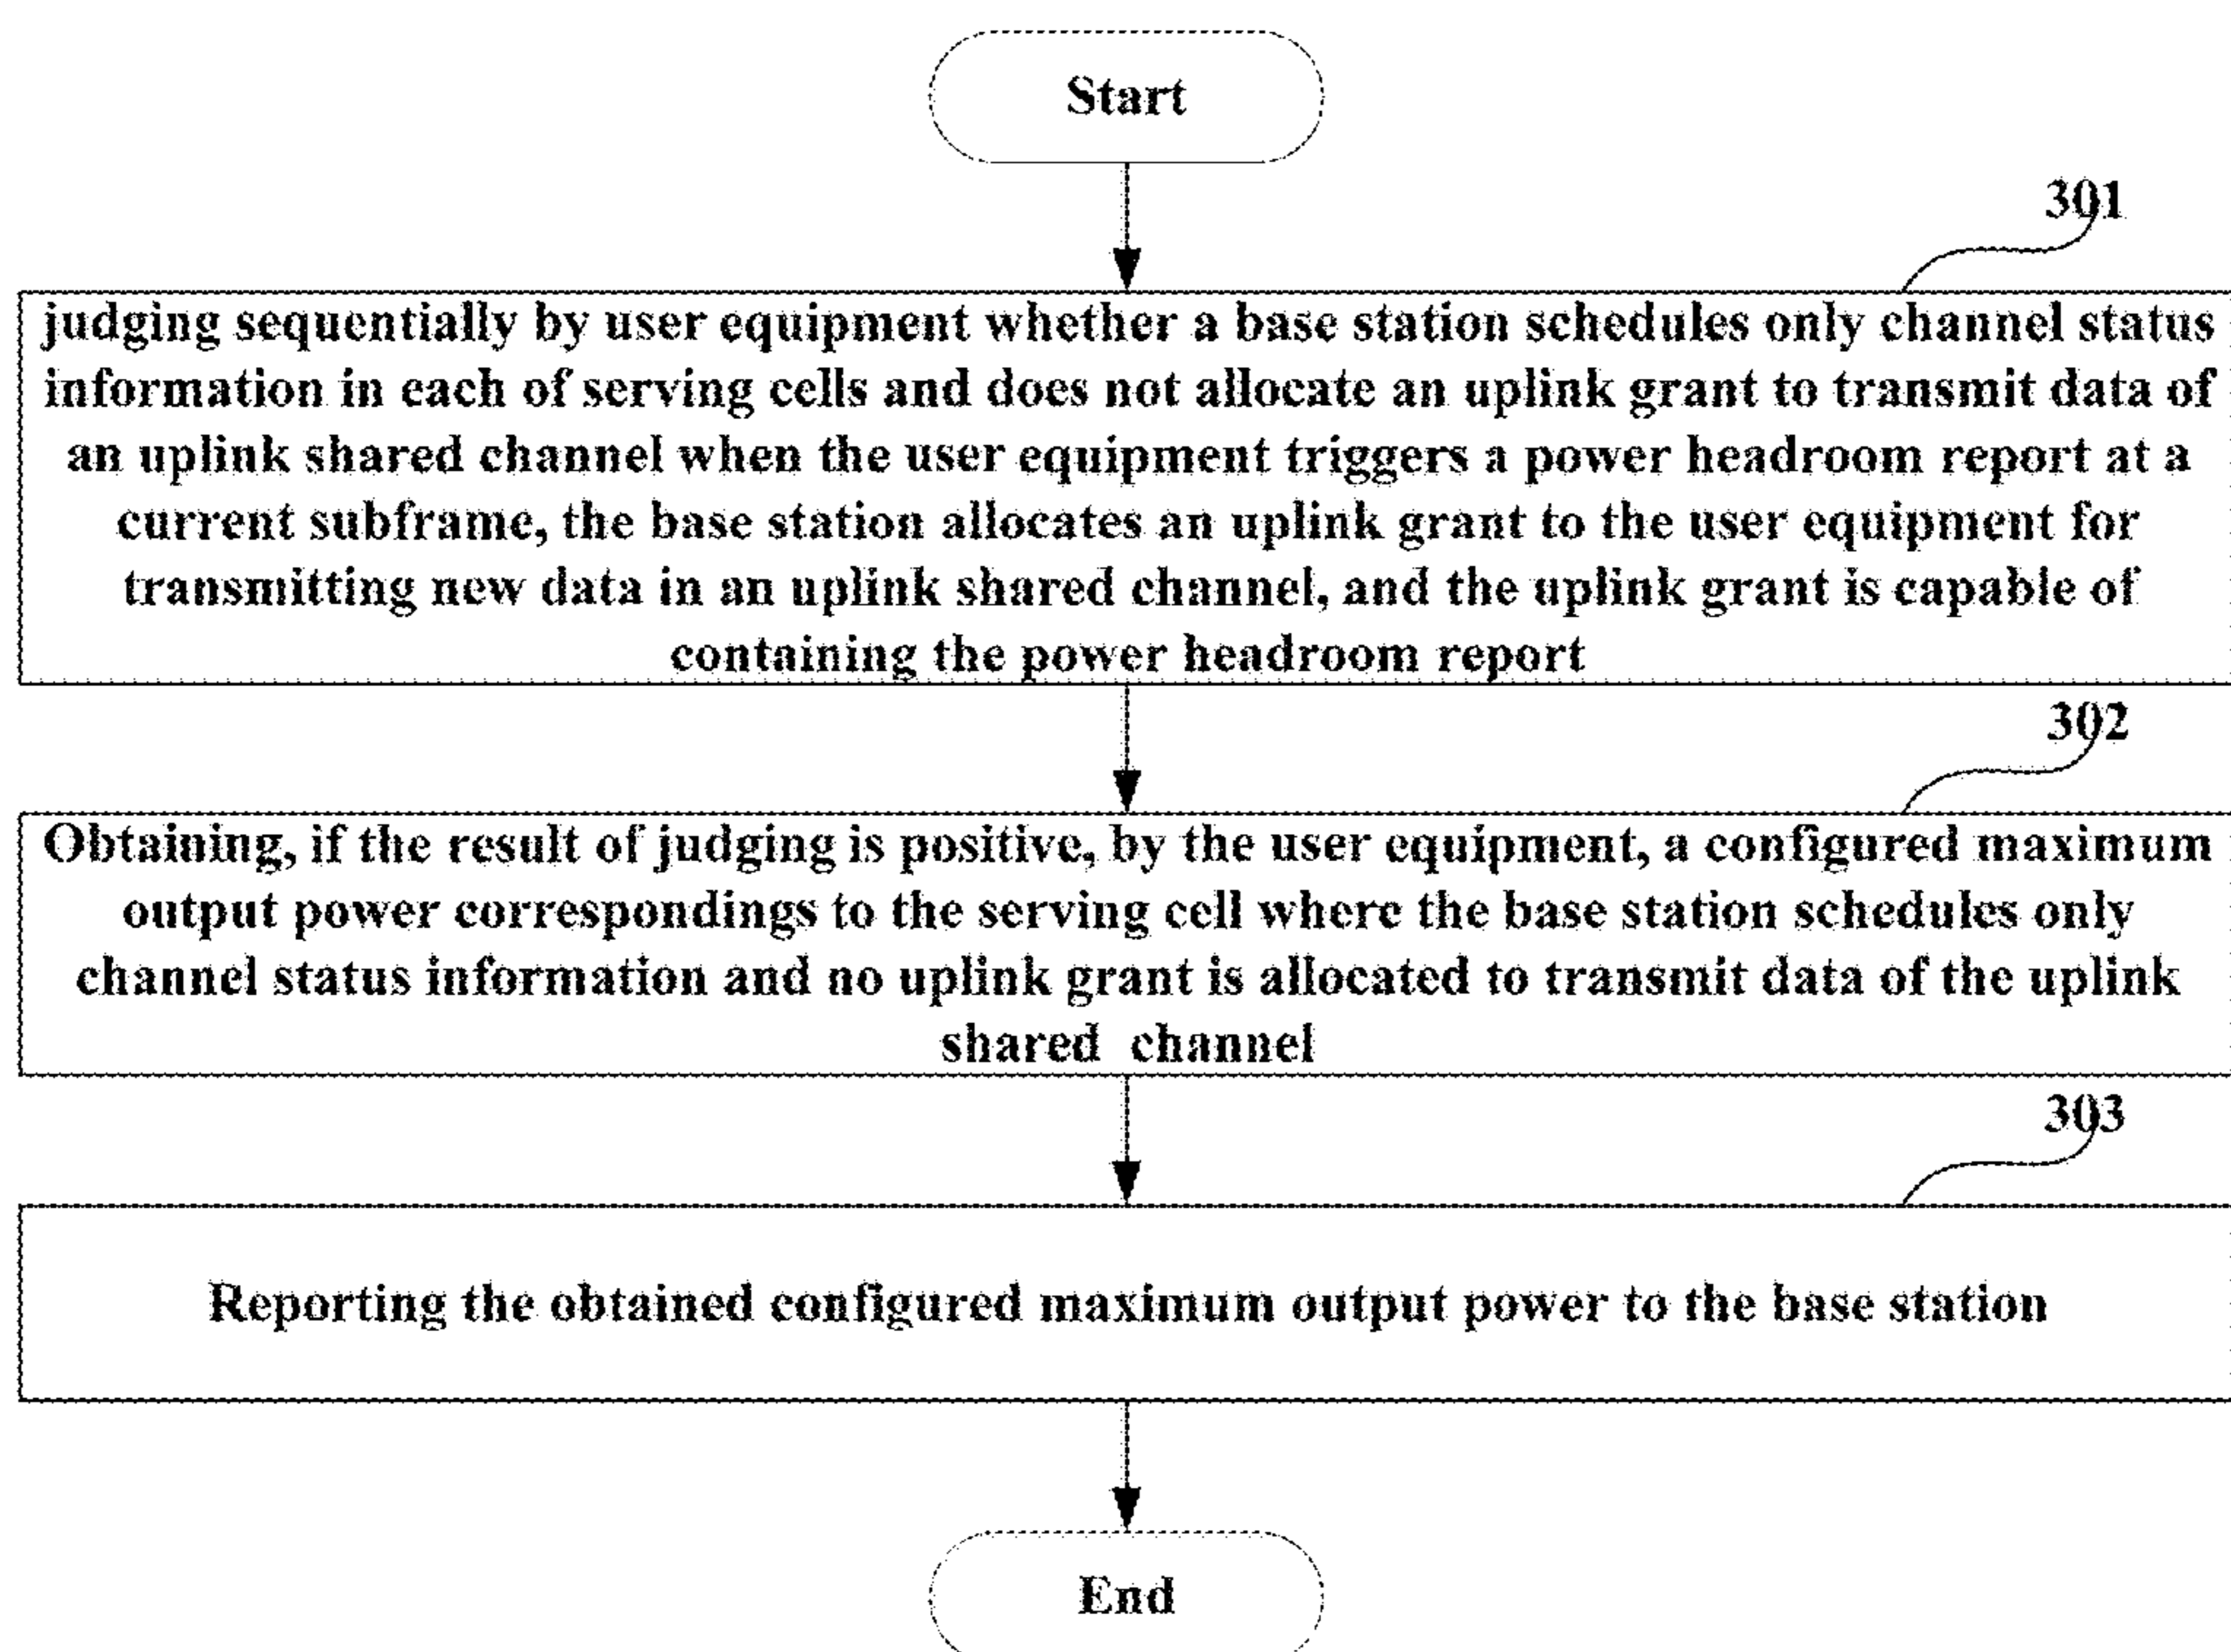 Start
301
judging sequentially by user equipment whether a base station schedules only channel status
information in each of serving cells and does not allocate an uplink grant to transmit data of
an uplink shared channel when the user equipment triggers a power headroom report at a
current subframe, the base station allocates an uplink grant to the user equipment for
transmitting new data in an uplink shared channel, and the uplink grant is capable of
containing the power headroom report
302
Obtaining, if the result of judging is positive, by the user equipment, a configured maximum
output power correspondings to the serving cell where the base station schedules only
channel status information and no uplink grant is allocated to transmit data of the uplink
shared channel
303
Reporting the obtained configured maximum output power to the base station
End